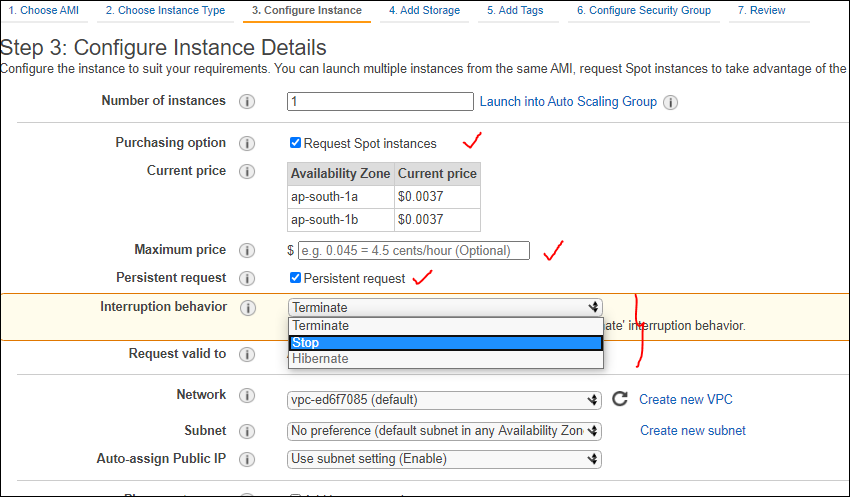 1. Choose AMI 2. Choose Instance Type 3. Configure Instance 4. Add Storage 5. Add Tags 6. Configure Security Group 7. Review
Step 3: Configure Instance Details
Configure the instance to suit your requirements. You can launch multiple instances from the same AMI, request Spot instances to take advantage of the
Number of instances i 1 Launch into Auto Scaling Group i
Purchasing option i Request Spot instances
Current price i
Availability Zone Current price
ap-south-1a $0.0037
ap-south-1b $0.0037
Maximum price i $ e.g. 0.045 = 4.5 cents/hour (Optional)
Persistent request i Persistent request
Interruption behavior i Terminate
Terminate
ate' interruption behavior.
Stop
Request valid to i Hibernate
Network i vpc-ed6f7085 (default) Create new VPC
Subnet i No preference (default subnet in any Availability Zon Create new subnet
Auto-assign Public IP i Use subnet setting (Enable)